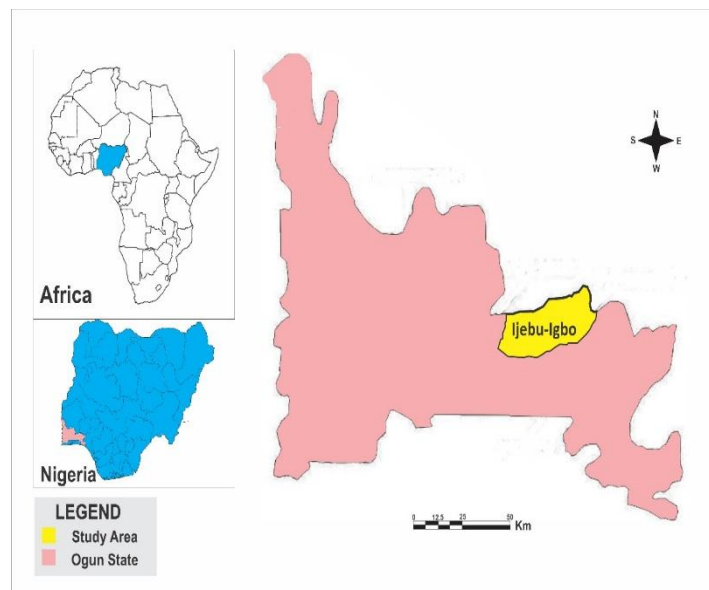 Africa
Nigeria
LEGEND
Study Area
Ogun State
N
S E
W
Ijebu-Igbo
0 12.5 25 50
Km